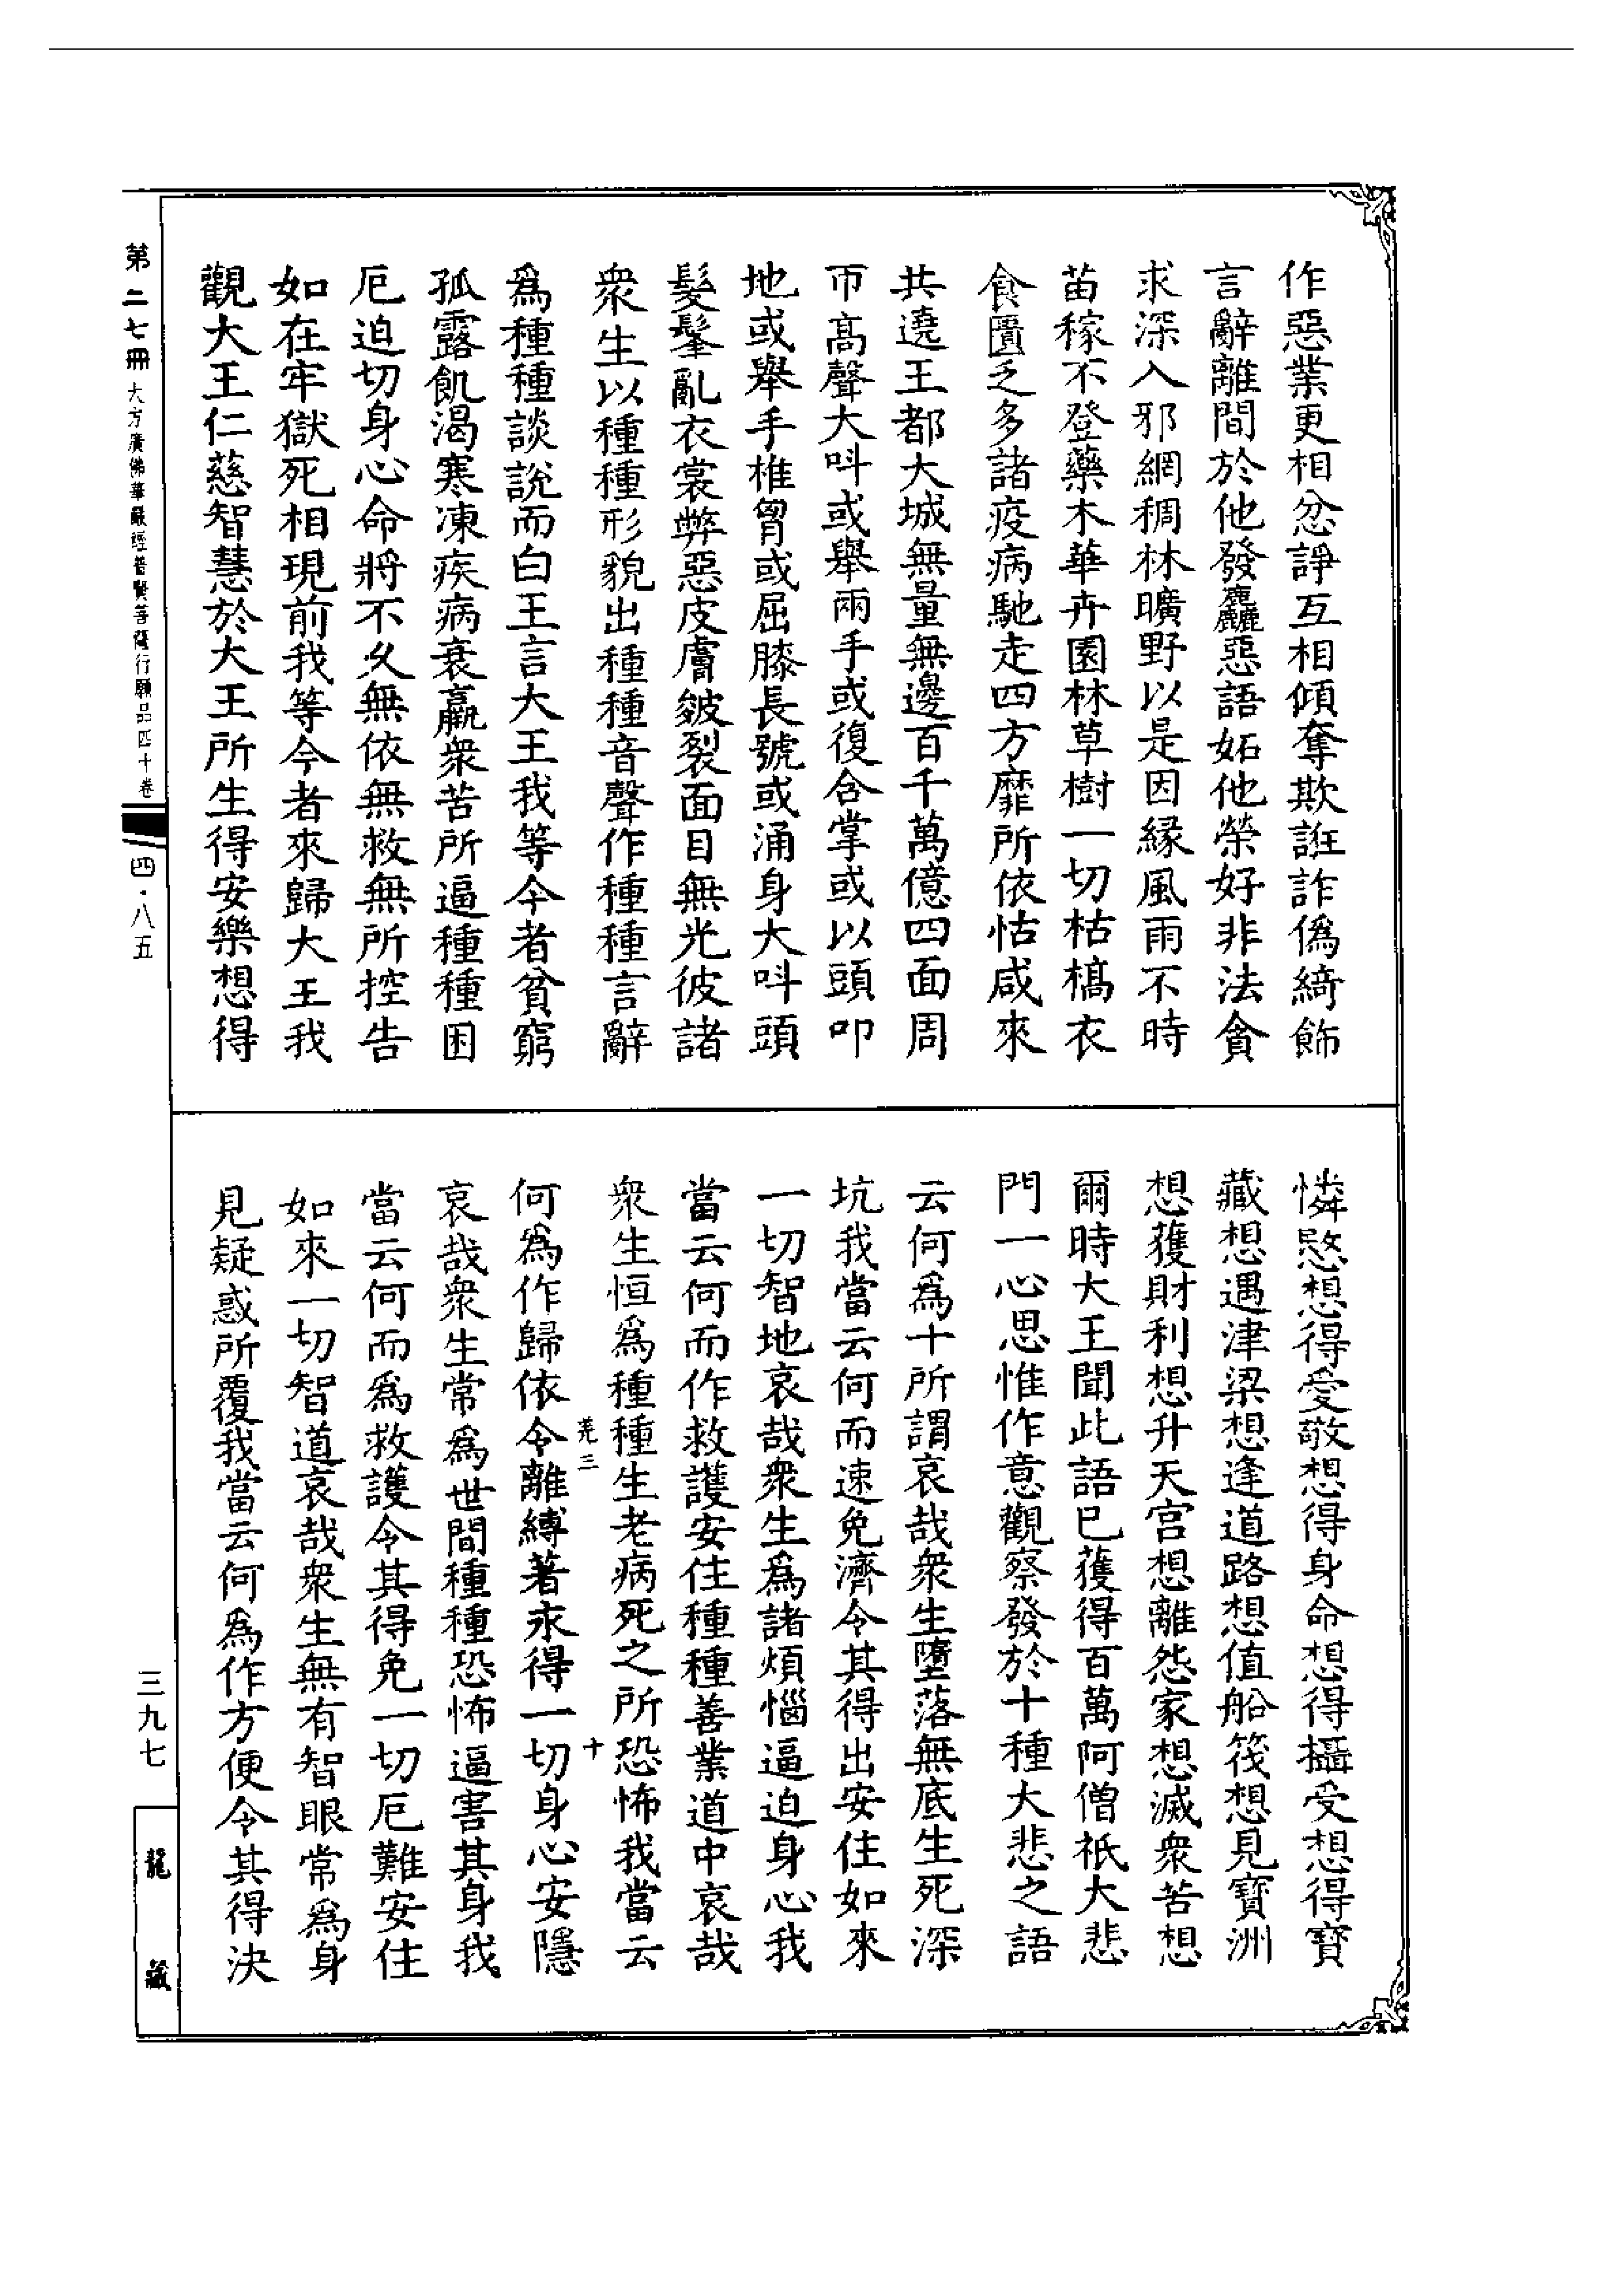 作惡業更相忿諍互相傾奪欺誑詐僞綺飾
言辭離間於他發麤惡語妬他榮好非法貪
求深入邪網稠林曠野以是因緣風雨不時
苗稼不登藥木華卉園林草樹一切枯槁衣
食匱乏多諸疫病馳走四方靡所依怙咸來
共遶王都大城無量無邊百千萬億四面周
帀高聲大呌或舉兩手或復合掌或以頭叩
地或舉手椎胷或屈膝長號或涌身大呌頭
髮髼亂衣裳弊惡皮膚皴裂面目無光彼諸
衆生以種種形貌出種種音聲作種種言辭
爲種種談說而白王言大王我等今者貧窮
孤露飢渴寒凍疾病衰羸衆苦所逼種種困
厄迫切身心命將不久無依無救無所控告
如在牢獄死相現前我等今者來歸大王我
觀大王仁慈智慧於大王所生得安樂想得
憐愍想得愛敬想得身命想得攝受想得寶
藏想遇津梁想逢道路想值船筏想見寶洲
想獲財利想升天宮想離怨家想滅衆苦想
爾時大王聞此語已獲得百萬阿僧祇大悲
門一心思惟作意觀察發於十種大悲之語
云何爲十所謂哀哉衆生墮落無底生死深
坑我當云何而速免濟令其得出安住如來
一切智地哀哉衆生爲諸煩惱逼迫身心我
當云何而作救護安住種種善業道中哀哉
衆生恒爲種種生老病死之所恐怖我當云
羌三 十
何爲作歸依令離縛著永得一切身心安隱
哀哉衆生常爲世間種種恐怖逼害其身我
當云何而爲救護令其得免一切厄難安住
如來一切智道哀哉衆生無有智眼常爲身
見疑惑所覆我當云何爲作方便令其得決
第二七冊 大方廣佛華嚴經普賢菩薩行願品四十卷 四·八五
三九七
龍藏